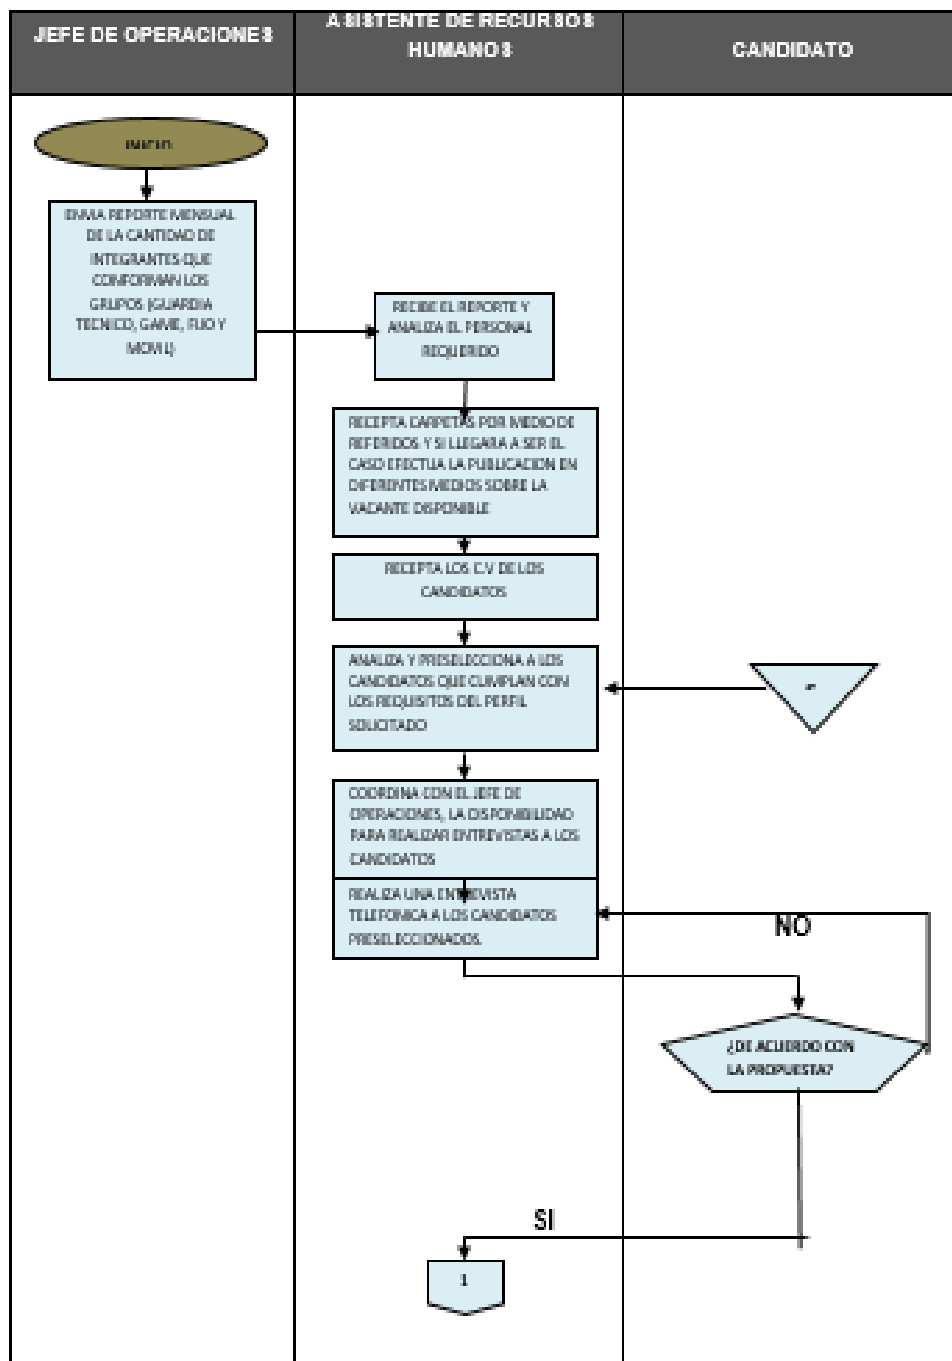 JEFE DE OPERACIONES
ASISTENTE DE RECURSOS
HUMANOS
CANDIDATO
INICIO
ENVIA REPORTE MENSUAL
DE LA CANTIDAD DE
INTEGRANTES QUE
CONFORMAN LOS
GRUPOS (GUARDIA
TECNICO, GAME, FIJO Y
MOVIL)
RECIBE EL REPORTE Y
ANALIZA EL PERSONAL
REQUERIDO
RECEPTA CARPETAS POR MEDIO DE
REFERIDOS Y SI LLEGARA A SER EL
CASO EFECTUA LA PUBLICACION EN
DIFERENTES MEDIOS SOBRE LA
VACANTE DISPONIBLE
RECEPTA LOS C.V DE LOS
CANDIDATOS
ANALIZA Y PRESELECCIONA A LOS
CANDIDATOS QUE CUMPLAN CON
LOS REQUISITOS DEL PERFIL
SOLICITADO
COORDINA CON EL JEFE DE
OPERACIONES, LA DISPONIBILIDAD
PARA REALIZAR ENTREVISTAS A LOS
CANDIDATOS
REALIZA UNA ENTREVISTA
TELEFONICA A LOS CANDIDATOS
PRESELECCIONADOS.
NO
¿DE ACUERDO CON
LA PROPUESTA?
SI
1